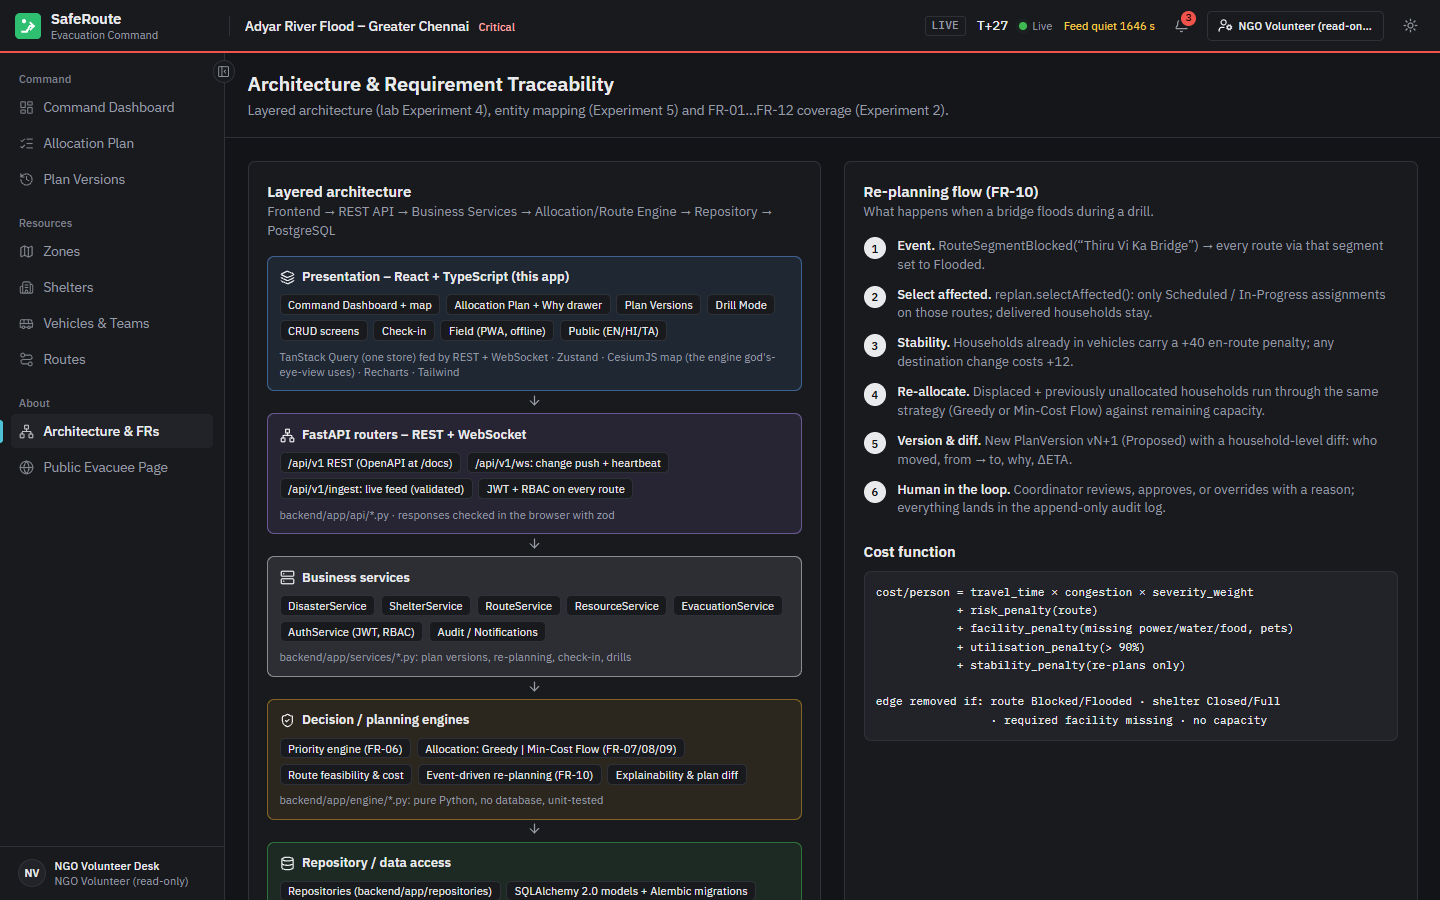 SafeRoute
Evacuation Command
Adyar River Flood – Greater Chennai Critical
LIVE T+27 Live Feed quiet 1646 s 3 NGO Volunteer (read-on...
Command
Command Dashboard
Allocation Plan
Plan Versions
Resources
Zones
Shelters
Vehicles & Teams
Routes
About
Architecture & FRs
Public Evacuee Page
NV
NGO Volunteer Desk
NGO Volunteer (read-only)
Architecture & Requirement Traceability
Layered architecture (lab Experiment 4), entity mapping (Experiment 5) and FR-01...FR-12 coverage (Experiment 2).
Layered architecture
Frontend → REST API → Business Services → Allocation/Route Engine → Repository →
PostgreSQL
Presentation – React + TypeScript (this app)
Command Dashboard + map Allocation Plan + Why drawer Plan Versions Drill Mode
CRUD screens Check-in Field (PWA, offline) Public (EN/HI/TA)
TanStack Query (one store) fed by REST + WebSocket · Zustand · CesiumJS map (the engine god's-
eye-view uses) · Recharts · Tailwind
↓
FastAPI routers – REST + WebSocket
/api/v1 REST (OpenAPI at /docs) /api/v1/ws: change push + heartbeat
/api/v1/ingest: live feed (validated) JWT + RBAC on every route
backend/app/api/*.py · responses checked in the browser with zod
↓
Business services
DisasterService ShelterService RouteService ResourceService EvacuationService
AuthService (JWT, RBAC) Audit / Notifications
backend/app/services/*.py: plan versions, re-planning, check-in, drills
↓
Decision / planning engines
Priority engine (FR-06) Allocation: Greedy | Min-Cost Flow (FR-07/08/09)
Route feasibility & cost Event-driven re-planning (FR-10) Explainability & plan diff
backend/app/engine/*.py: pure Python, no database, unit-tested
↓
Repository / data access
Repositories (backend/app/repositories) SQLAlchemy 2.0 models + Alembic migrations
Re-planning flow (FR-10)
What happens when a bridge floods during a drill.
1 Event. RouteSegmentBlocked(“Thiru Vi Ka Bridge”) → every route via that segment
set to Flooded.
2 Select affected. replan.selectAffected(): only Scheduled / In-Progress assignments
on those routes; delivered households stay.
3 Stability. Households already in vehicles carry a +40 en-route penalty; any
destination change costs +12.
4 Re-allocate. Displaced + previously unallocated households run through the same
strategy (Greedy or Min-Cost Flow) against remaining capacity.
5 Version & diff. New PlanVersion vN+1 (Proposed) with a household-level diff: who
moved, from → to, why, ΔETA.
6 Human in the loop. Coordinator reviews, approves, or overrides with a reason;
everything lands in the append-only audit log.
Cost function
cost/person = travel_time × congestion × severity_weight
+ risk_penalty(route)
+ facility_penalty(missing power/water/food, pets)
+ utilisation_penalty(> 90%)
+ stability_penalty(re-plans only)
edge removed if: route Blocked/Flooded · shelter Closed/Full
· required facility missing · no capacity